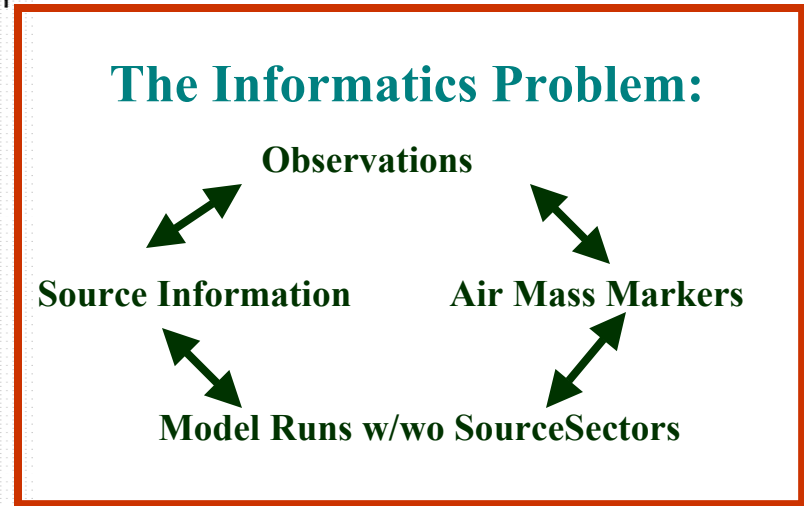 The Informatics Problem:
Observations
Source Information Air Mass Markers
Model Runs w/wo SourceSectors